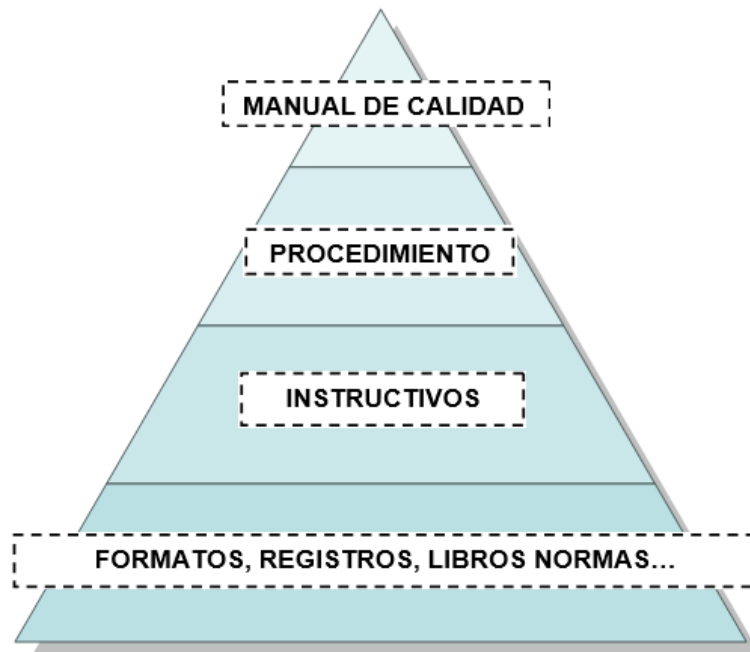 MANUAL DE CALIDAD
PROCEDIMIENTO
INSTRUCTIVOS
FORMATOS, REGISTROS, LIBROS NORMAS...